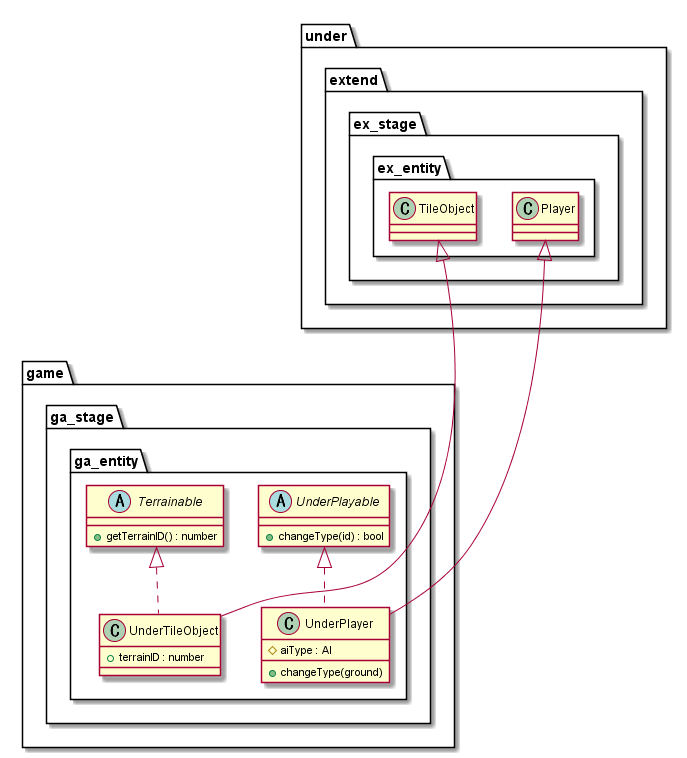 under
extend
ex_stage
ex_entity
C TileObject
C Player
game
ga_stage
ga_entity
A Terrainable
getTerrainID() : number
A UnderPlayable
changeType(id) : bool
C UnderTileObject
terrainID : number
C UnderPlayer
aiType : AI
changeType(ground)